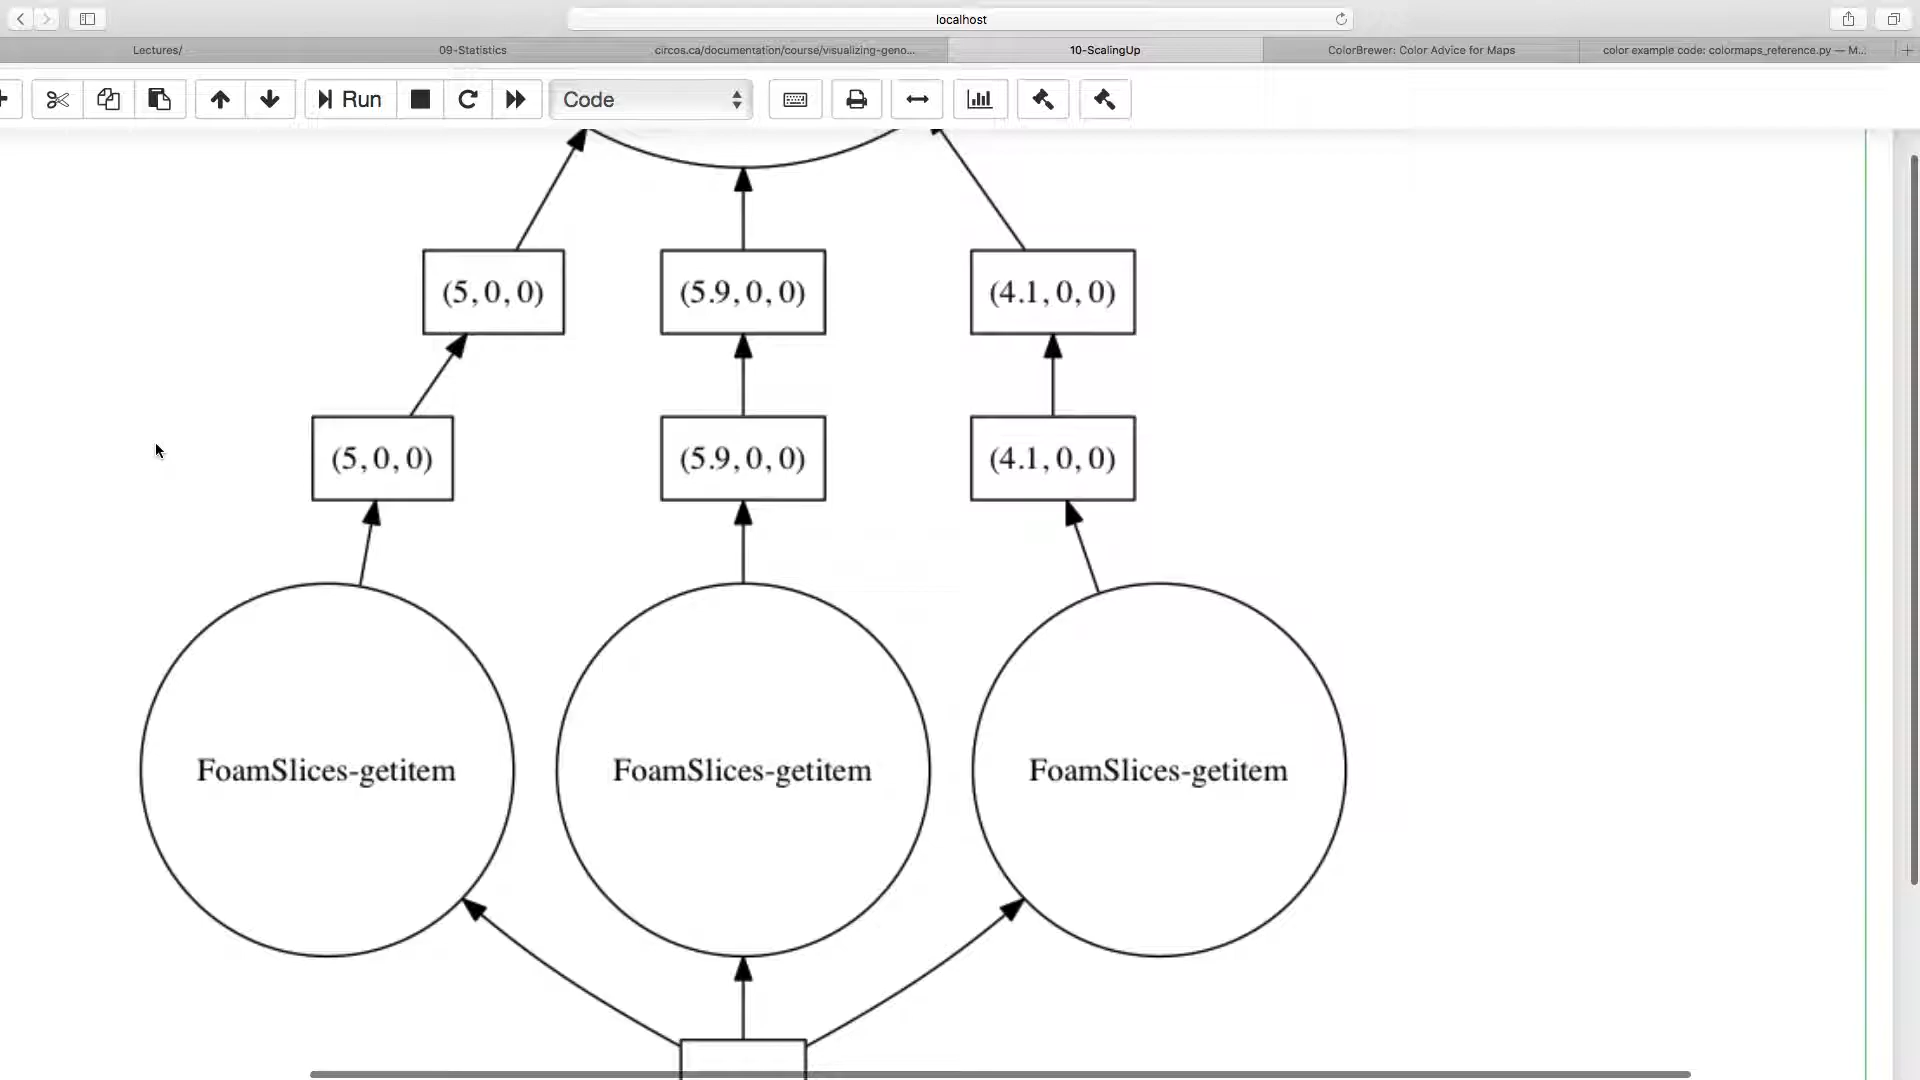 localhost
Lectures/
09-Statistics
circos.ca/documentation/course/visualizing-geno...
10-ScalingUp
ColorBrewer: Color Advice for Maps
color example code: colormaps_reference.py — M...
Run
Code
(5, 0, 0)
(5.9, 0, 0)
(4.1, 0, 0)
(5, 0, 0)
(5.9, 0, 0)
(4.1, 0, 0)
FoamSlices-getitem
FoamSlices-getitem
FoamSlices-getitem